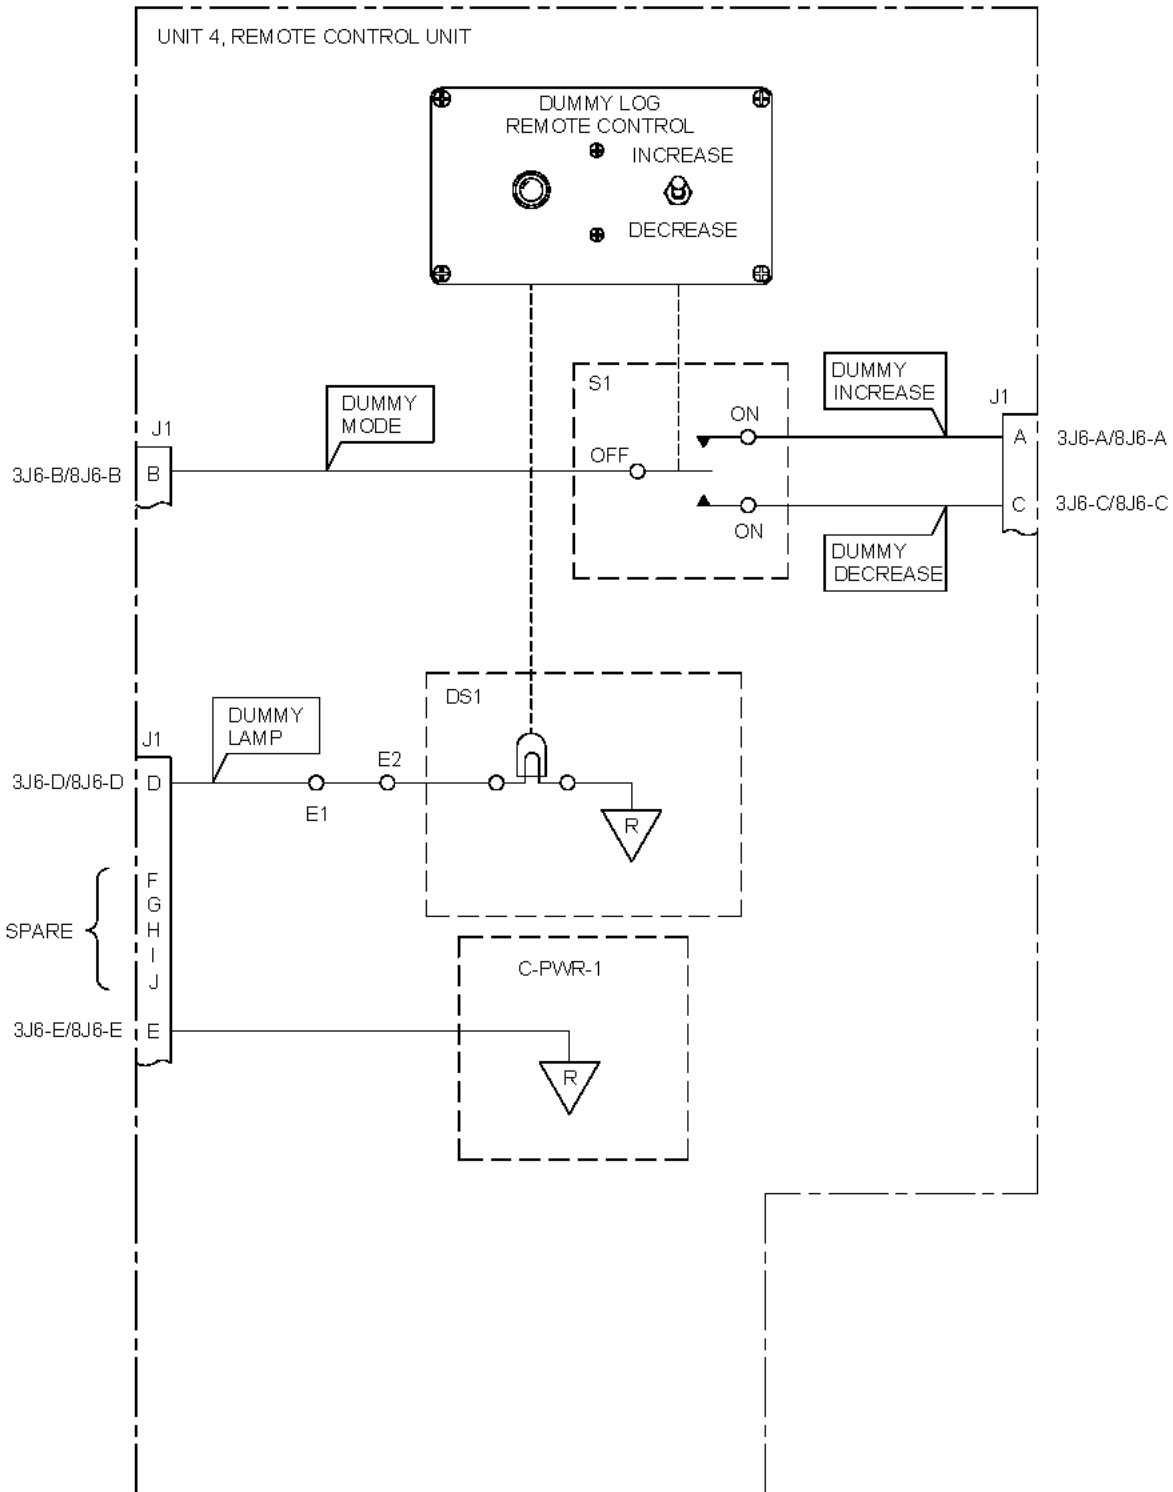 UNIT 4, REMOTE CONTROL UNIT
DUMMY LOG
REMOTE CONTROL
INCREASE
DECREASE
S1
DUMMY
INCREASE
J1
DUMMY
MODE
ON
J1
A
3J6-A/8J6-A
OFF
3J6-B/8J6-B
B
C
3J6-C/8J6-C
ON
DUMMY
DECREASE
DS1
DUMMY
LAMP
J1
E2
3J6-D/8J6-D
D
E1
R
F
G
SPARE
H
I
J
C-PWR-1
3J6-E/8J6-E
E
R